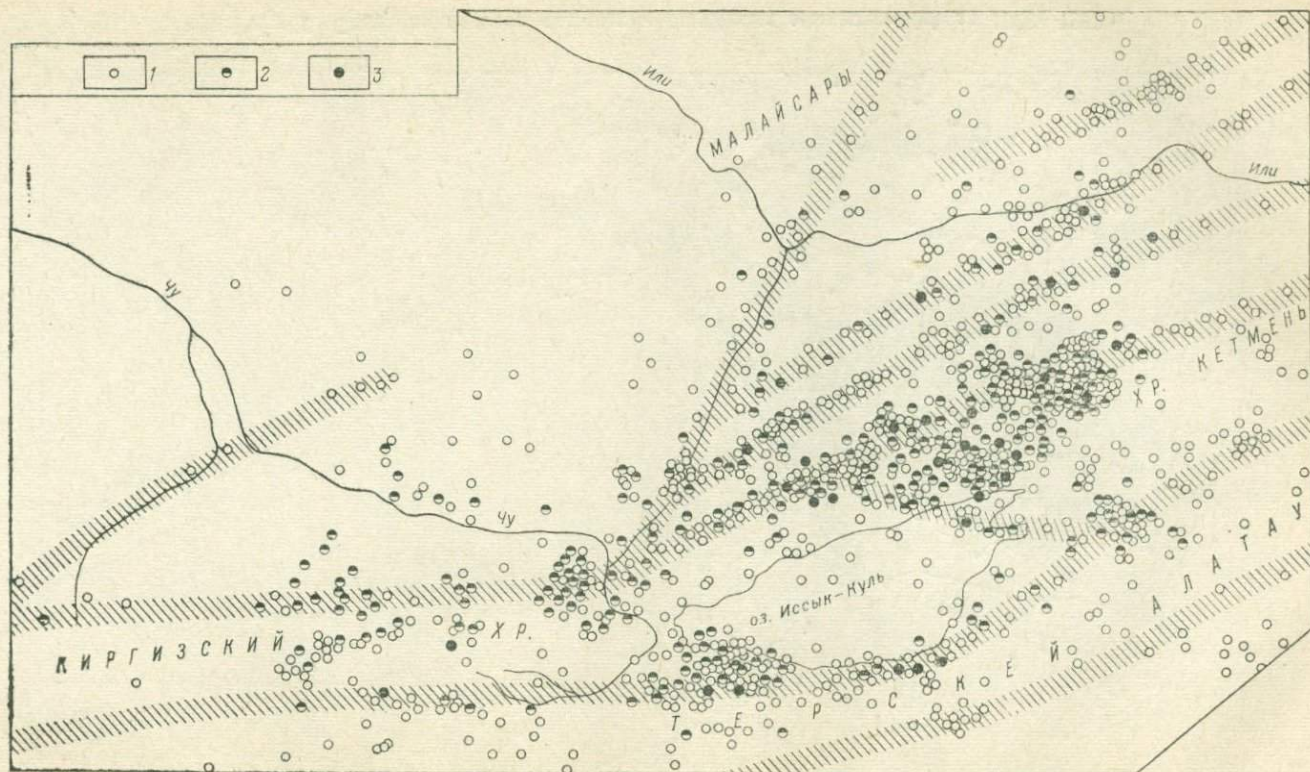 1 2 3
Или
МАЛАЙСАРЫ
Или
Чу
КЕТМЕНЬ
ХР.
Чу
оз. Иссык-Куль
КИРГИЗСКИЙ ХР.
ТЕРСКЕЙ АЛАТАУ